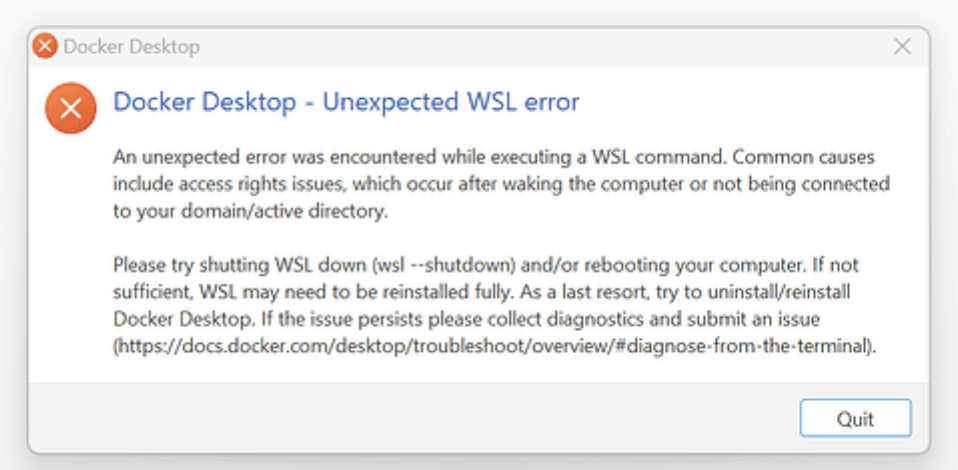 Docker Desktop
Docker Desktop - Unexpected WSL error
An unexpected error was encountered while executing a WSL command. Common causes
include access rights issues, which occur after waking the computer or not being connected
to your domain/active directory.
Please try shutting WSL down (wsl --shutdown) and/or rebooting your computer. If not
sufficient, WSL may need to be reinstalled fully. As a last resort, try to uninstall/reinstall
Docker Desktop. If the issue persists please collect diagnostics and submit an issue
(https://docs.docker.com/desktop/troubleshoot/overview/#diagnose-from-the-terminal).
Quit